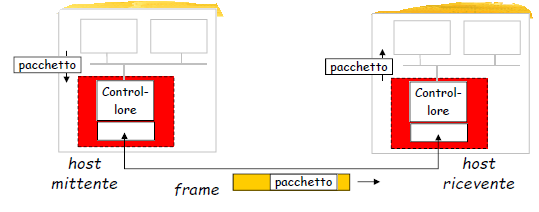 pacchetto
Control-
lore
host
mittente
pacchetto
Control-
lore
host
ricevente
frame
pacchetto